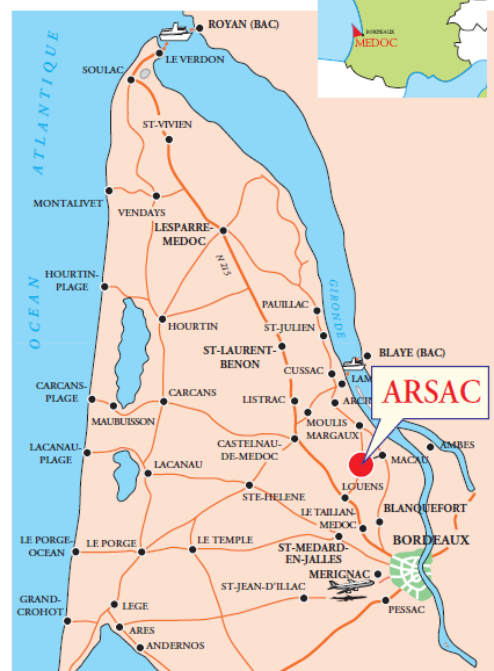 ROYAN (BAC)
BORDEAUX
MEDOC
LE VERDON
SOULAC
ATLANTIQUE
ST-VIVIEN
MONTALIVET
VENDAYS
LESPARRE-
MEDOC
N 215
HOURTIN-
PLAGE
OCEAN
GIRONDE
PAUILLAC
HOURTIN
ST-JULIEN
ST-LAURENT-
BENON
BLAYE (BAC)
CUSSAC
LAM
ARSAC
CARCANS-
PLAGE
CARCANS
LISTRAC
ARC
MAUBUISSON
MOULIS
MARGAUX
CASTELNAU-
DE-MEDOC
AMBES
LACANAU-
PLAGE
MACAU
LACANAU
LOUENS
STE-HELENE
LE TAILLAN-
MEDOC
BLANQUEFORT
LE PORGE-
OCEAN
LE PORGE
LE TEMPLE
ST-MEDARD-
EN-JALLES
BORDEAUX
MERIGNAC
ST-JEAN-D'ILLAC
GRAND-
CROHOT
LEGE
PESSAC
ARES
ANDERNOS